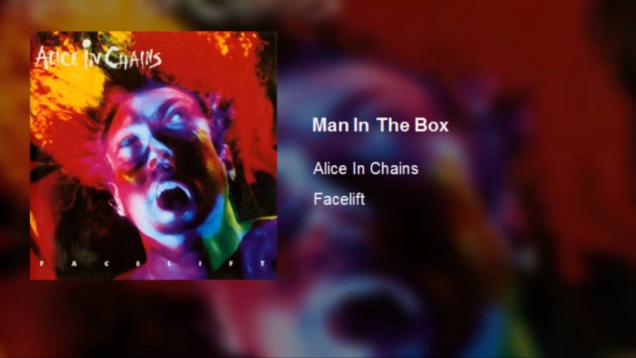 ALICE IN CHAINS
FACELIFT
Man In The Box
Alice In Chains
Facelift